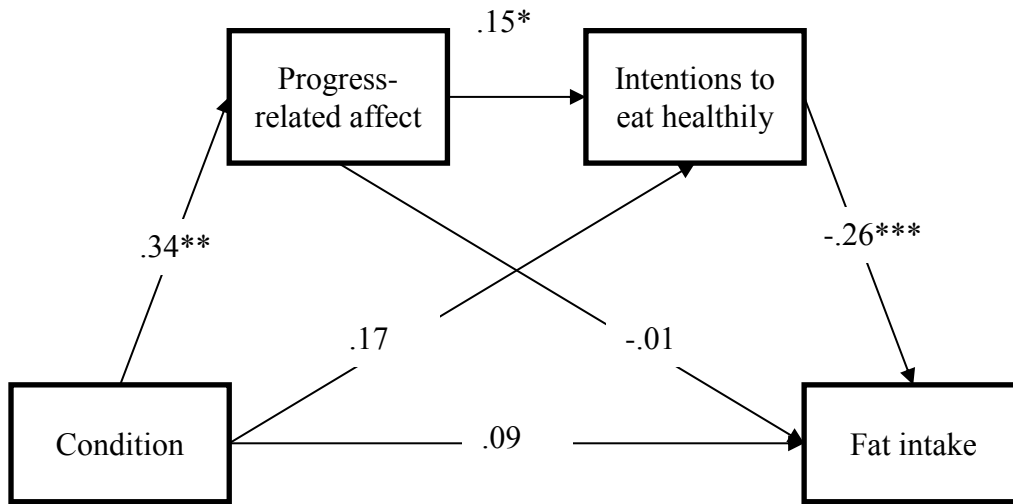 .15*
Progress-
related affect
Intentions to
eat healthily
.34**
-.26***
.17
-.01
Condition
.09
Fat intake